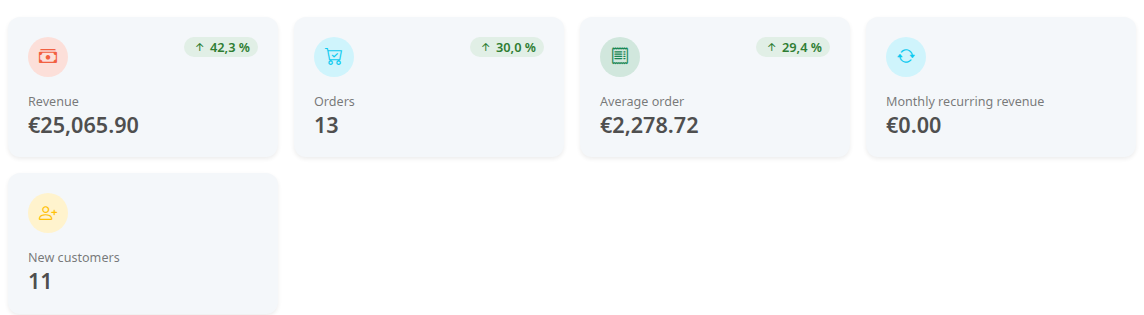 ↑ 42,3 %
Revenue
€25,065.90
↑ 30,0 %
Orders
13
↑ 29,4 %
Average order
€2,278.72
Monthly recurring revenue
€0.00
New customers
11